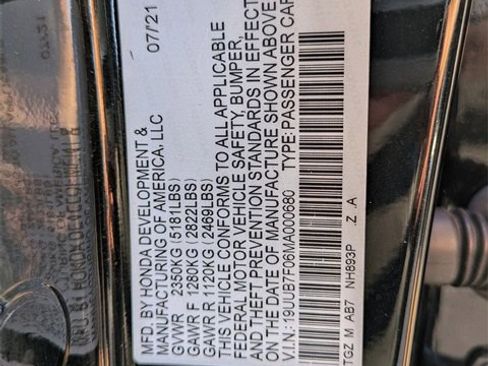 MFD. BY HONDA DEVELOPMENT & 07/21
MANUFACTURING OF AMERICA, LLC
GVWR 2350KG (5181LBS)
GAWR F 1280KG (2822LBS)
GAWR R 1120KG (2469LBS)
THIS VEHICLE CONFORMS TO ALL APPLICABLE
FEDERAL MOTOR VEHICLE SAFETY, BUMPER,
AND THEFT PREVENTION STANDARDS IN EFFECT
ON THE DATE OF MANUFACTURE SHOWN ABOVE.
V.I.N.: 19UUB7F06MA000680 TYPE: PASSENGER CAR
TGZ M AB7 NH893P . Z A